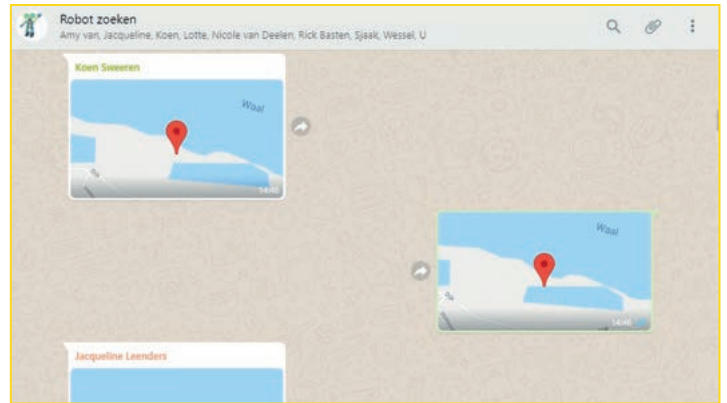 Robot zoeken
Amy van, Jacqueline, Koen, Lotte, Nicole van Deelen, Rick Basten, Sjaak, Wessel, U
Koen Sweeren
Waal
14:46
Waal
14:46
Jacqueline Leenders